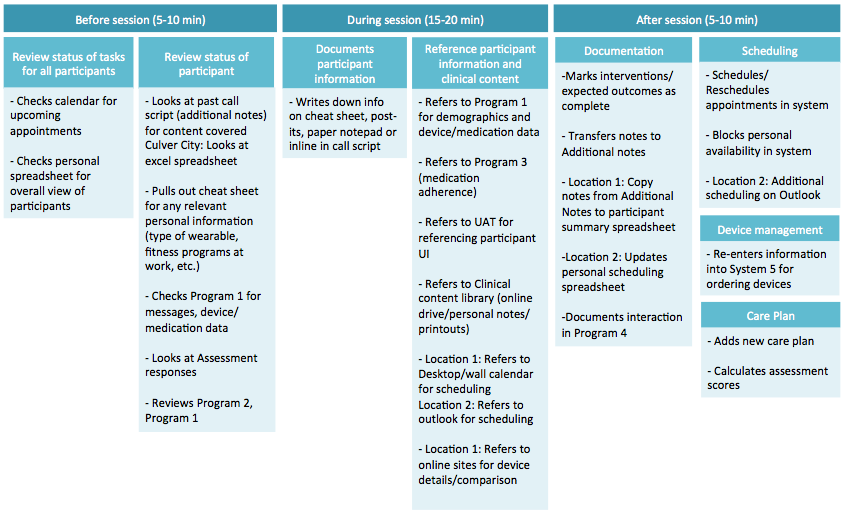 Before session (5-10 min)
During session (15-20 min)
After session (5-10 min)
Review status of tasks
for all participants
- Checks calendar for
upcoming
appointments
- Checks personal
spreadsheet for
overall view of
participants
Review status of
participant
- Looks at past call
script (additional notes)
for content covered
Culver City: Looks at
excel spreadsheet
- Pulls out cheat sheet
for any relevant
personal information
(type of wearable,
fitness programs at
work, etc.)
- Checks Program 1 for
messages, device/
medication data
- Looks at Assessment
responses
- Reviews Program 2,
Program 1
Documents
participant
information
- Writes down info
on cheat sheet, post-
its, paper notepad or
inline in call script
Reference participant
information and
clinical content
- Refers to Program 1
for demographics and
device/medication data
- Refers to Program 3
(medication
adherence)
- Refers to UAT for
referencing participant
UI
- Refers to Clinical
content library (online
drive/personal notes/
printouts)
- Location 1: Refers to
Desktop/wall calendar
for scheduling
Location 2: Refers to
outlook for scheduling
- Location 1: Refers to
online sites for device
details/comparison
Documentation
-Marks interventions/
expected outcomes as
complete
- Transfers notes to
Additional notes
- Location 1: Copy
notes from Additional
Notes to participant
summary spreadsheet
-Location 2: Updates
personal scheduling
spreadsheet
-Documents interaction
in Program 4
Scheduling
- Schedules/
Reschedules
appointments in system
- Blocks personal
availability in system
- Location 2: Additional
scheduling on Outlook
Device management
- Re-enters information
into System 5 for
ordering devices
Care Plan
- Adds new care plan
- Calculates assessment
scores